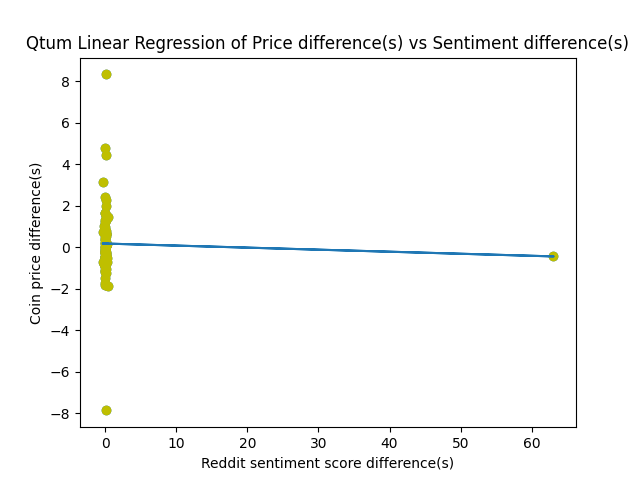 Qtum Linear Regression of Price difference(s) vs Sentiment difference(s)
8
6
4
2
0
−2
−4
−6
−8
Coin price difference(s)
0 10 20 30 40 50 60
Reddit sentiment score difference(s)